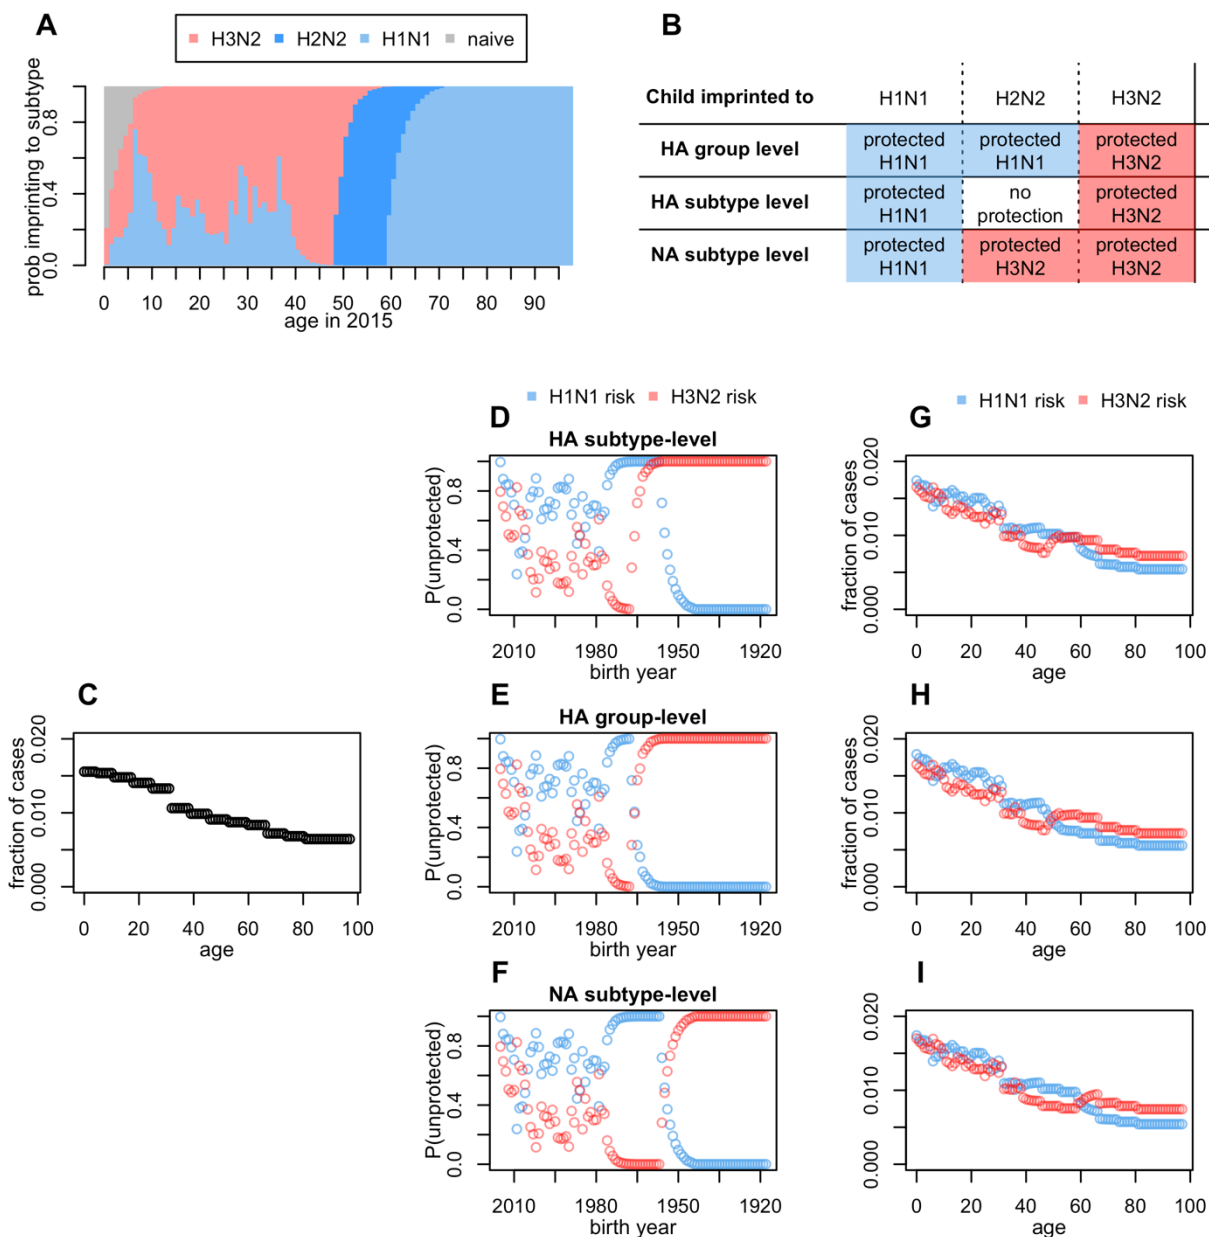 A
H3N2 H2N2 H1N1 naive
prob imprinting to subtype
0.0 0.4 0.8
0 10 20 30 40 50 60 70 80 90
age in 2015
B
Child imprinted to H1N1 H2N2 H3N2
HA group level protected H1N1 protected H1N1 protected H3N2
HA subtype level protected H1N1 no protection protected H3N2
NA subtype level protected H1N1 protected H3N2 protected H3N2
C
fraction of cases
0.000 0.010 0.020
0 20 40 60 80 100
age
H1N1 risk H3N2 risk
D
HA subtype-level
P(unprotected)
0.0 0.4 0.8
2010 1980 1950 1920
birth year
E
HA group-level
P(unprotected)
0.0 0.4 0.8
2010 1980 1950 1920
birth year
F
NA subtype-level
P(unprotected)
0.0 0.4 0.8
2010 1980 1950 1920
birth year
H1N1 risk H3N2 risk
G
fraction of cases
0.000 0.010 0.020
0 20 40 60 80 100
age
H
fraction of cases
0.000 0.010 0.020
0 20 40 60 80 100
age
I
fraction of cases
0.000 0.010 0.020
0 20 40 60 80 100
age